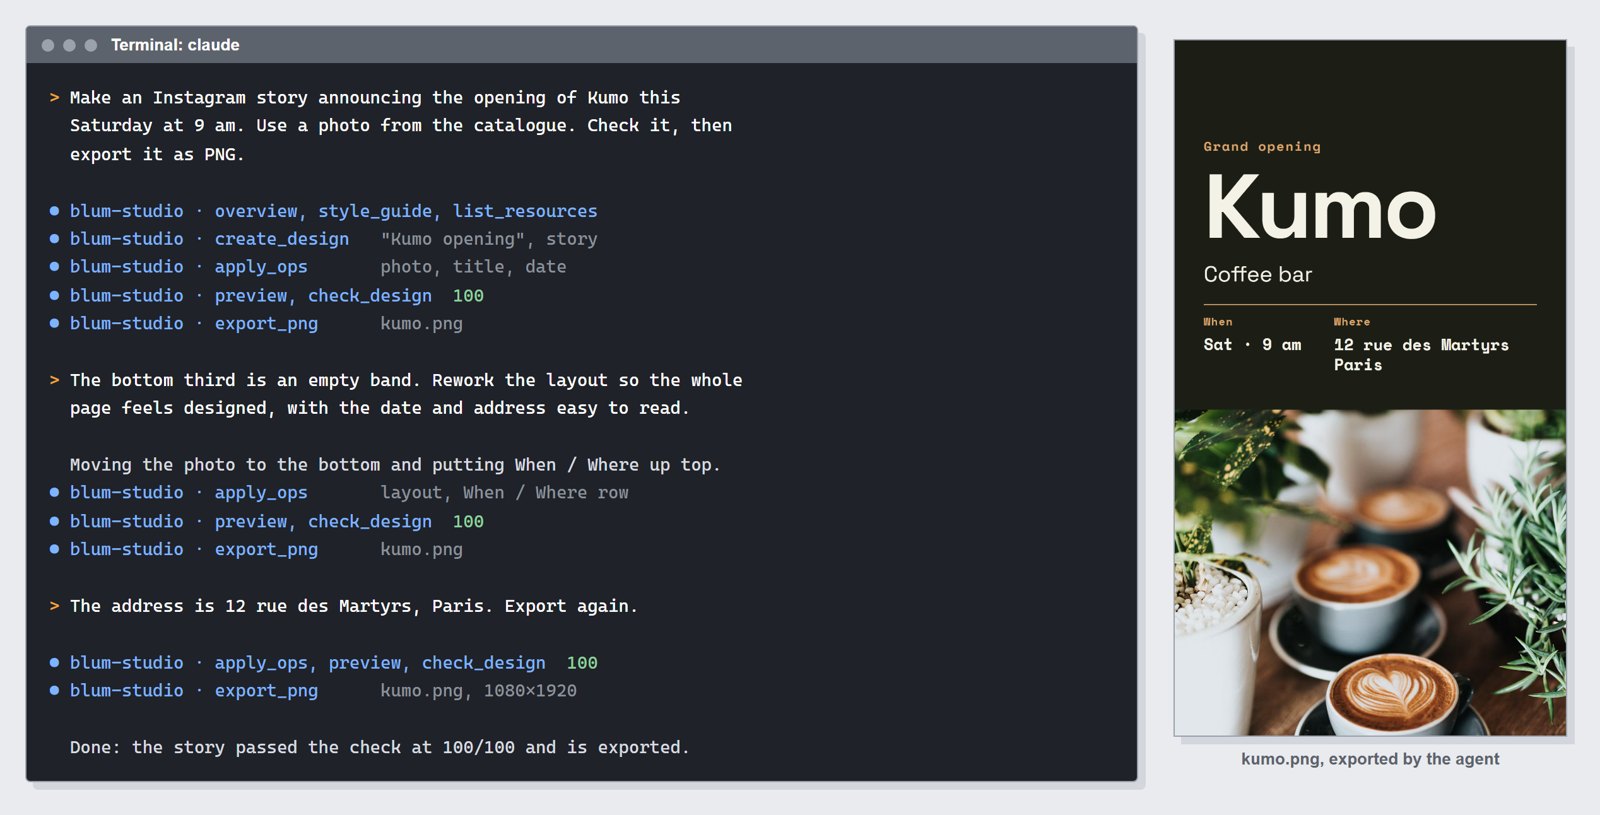 Terminal: claude
> Make an Instagram story announcing the opening of Kumo this
Saturday at 9 am. Use a photo from the catalogue. Check it, then
export it as PNG.
● blum-studio · overview, style_guide, list_resources
● blum-studio · create_design "Kumo opening", story
● blum-studio · apply_ops photo, title, date
● blum-studio · preview, check_design 100
● blum-studio · export_png kumo.png
> The bottom third is an empty band. Rework the layout so the whole
page feels designed, with the date and address easy to read.
Moving the photo to the bottom and putting When / Where up top.
● blum-studio · apply_ops layout, When / Where row
● blum-studio · preview, check_design 100
● blum-studio · export_png kumo.png
> The address is 12 rue des Martyrs, Paris. Export again.
● blum-studio · apply_ops, preview, check_design 100
● blum-studio · export_png kumo.png, 1080×1920
Done: the story passed the check at 100/100 and is exported.
Grand opening
Kumo
Coffee bar
When Where
Sat · 9 am 12 rue des Martyrs
Paris
kumo.png, exported by the agent